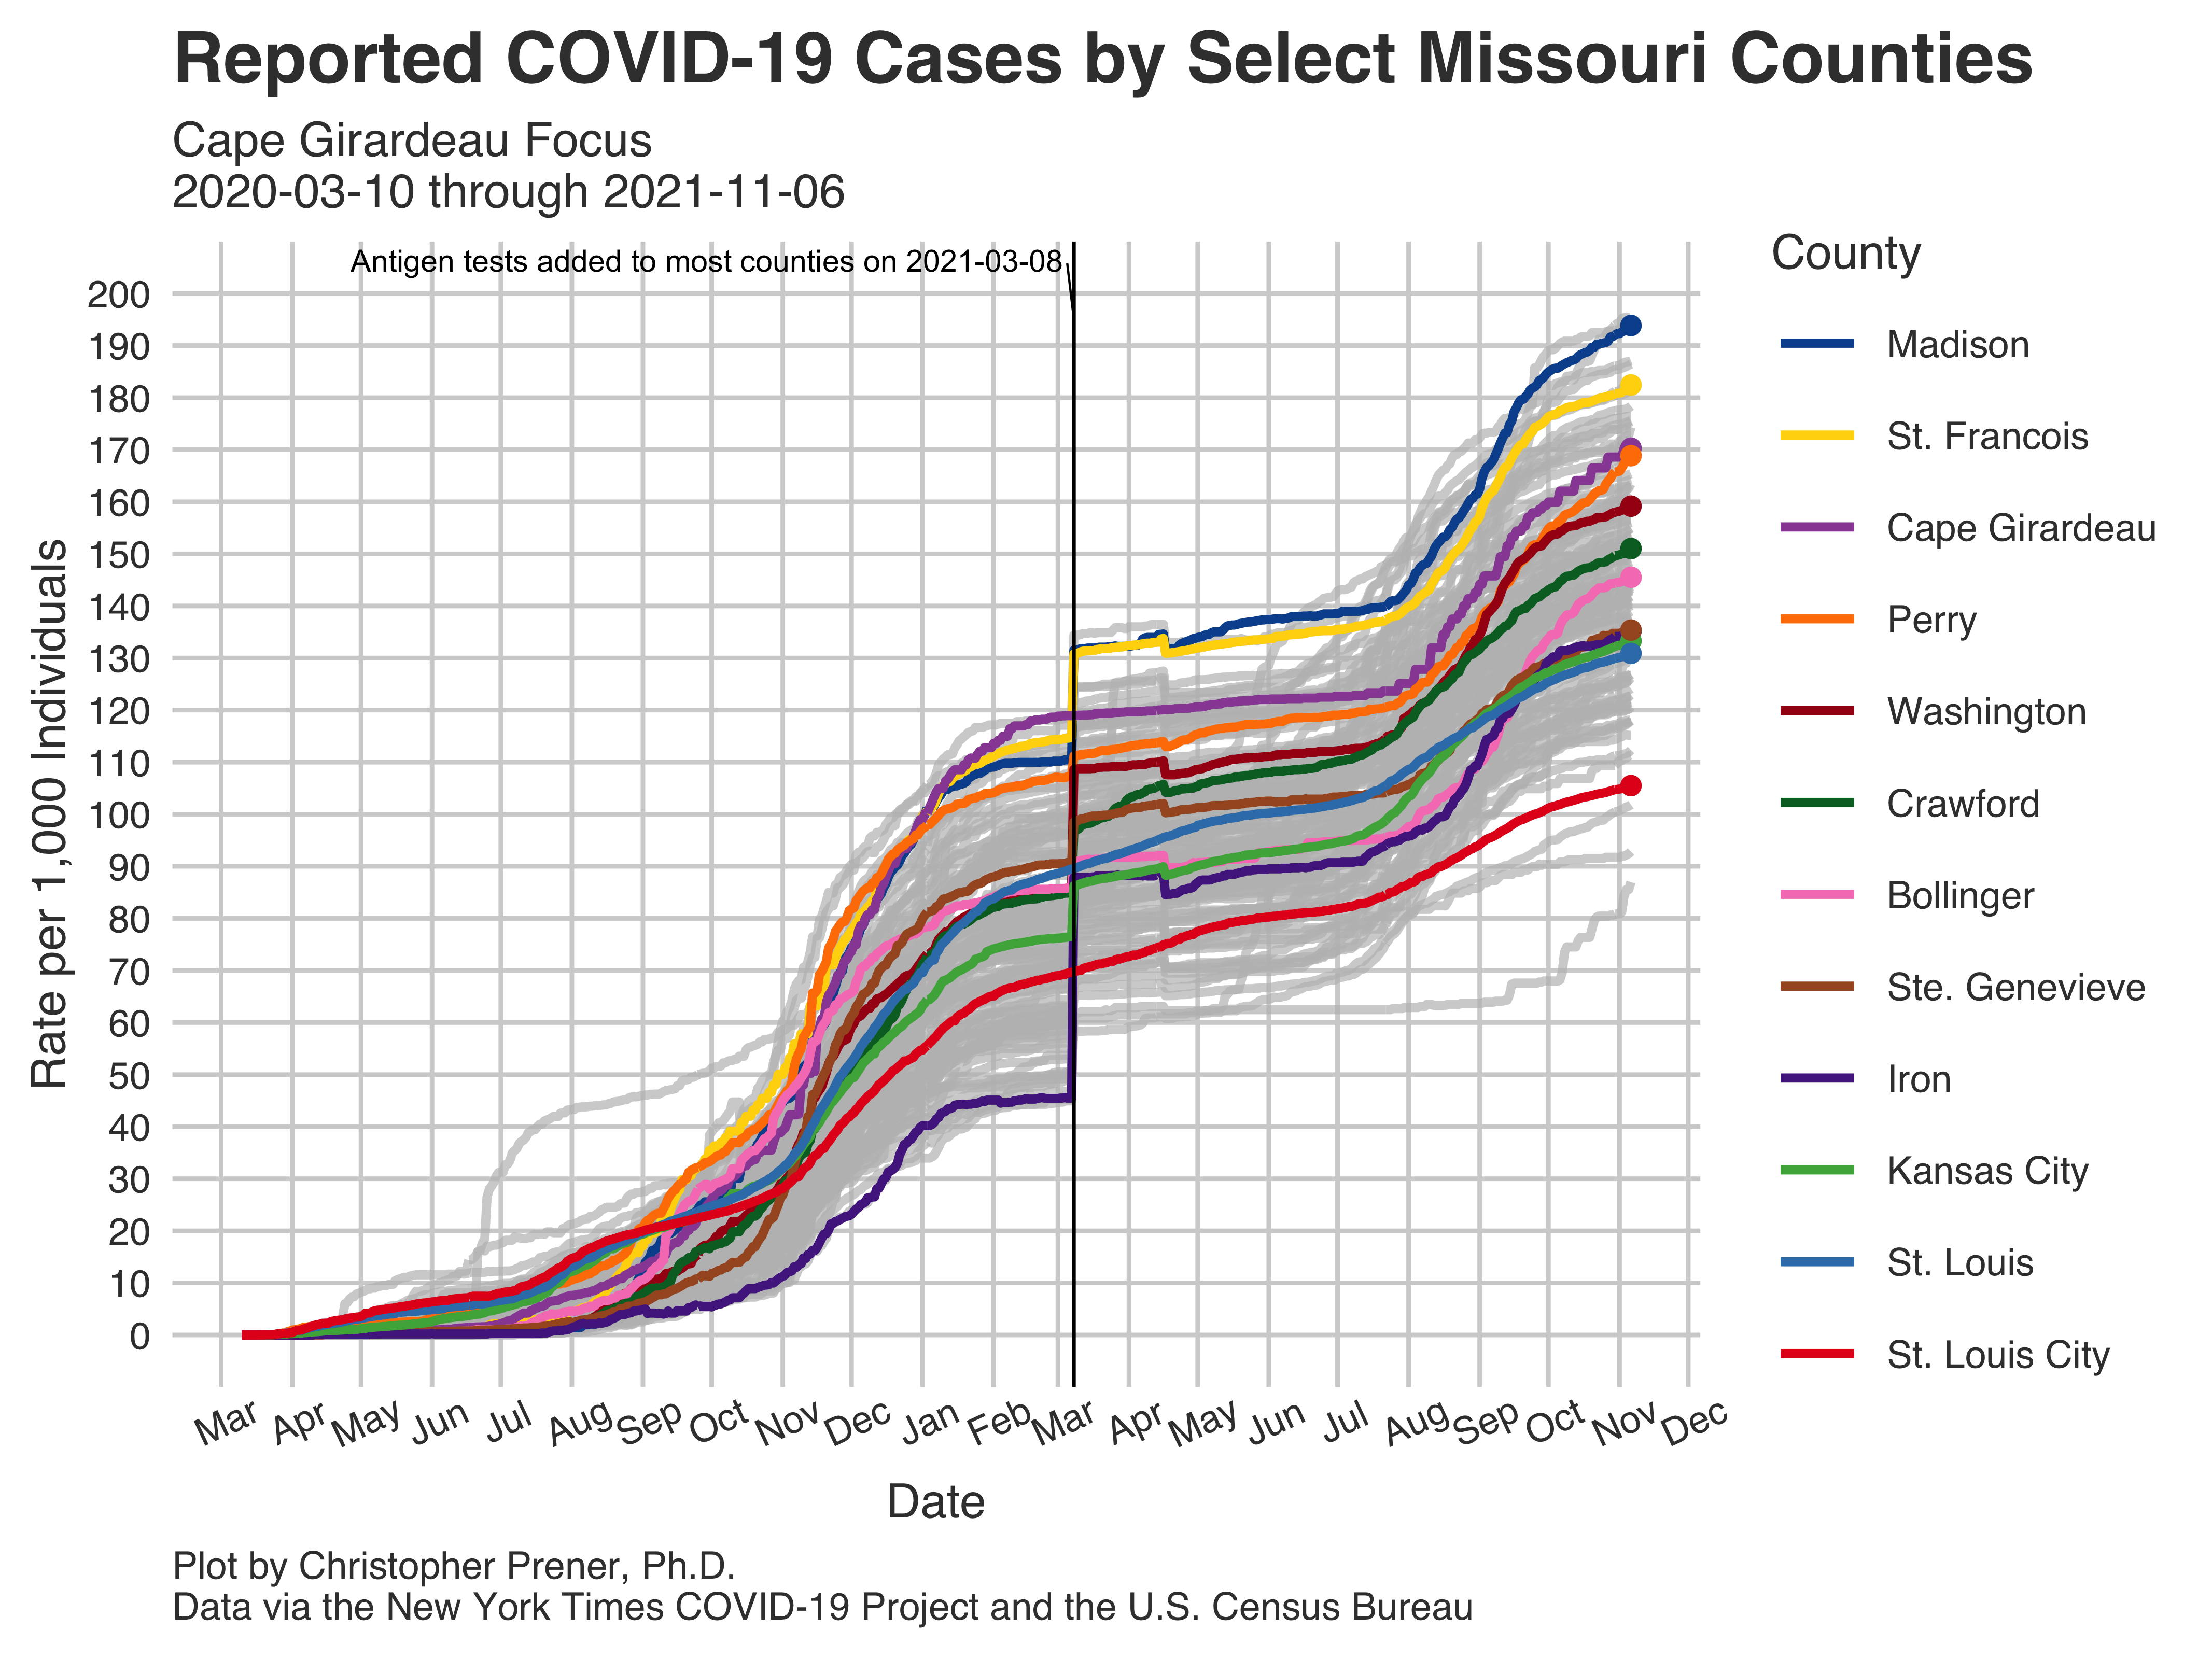 Reported COVID-19 Cases by Select Missouri Counties
Cape Girardeau Focus
2020-03-10 through 2021-11-06
Antigen tests added to most counties on 2021-03-08
Rate per 1,000 Individuals
200
190
180
170
160
150
140
130
120
110
100
90
80
70
60
50
40
30
20
10
0
Mar Apr May Jun Jul Aug Sep Oct Nov Dec Jan Feb Mar Apr May Jun Jul Aug Sep Oct Nov Dec
Date
County
Madison
St. Francois
Cape Girardeau
Perry
Washington
Crawford
Bollinger
Ste. Genevieve
Iron
Kansas City
St. Louis
St. Louis City
Plot by Christopher Prener, Ph.D.
Data via the New York Times COVID-19 Project and the U.S. Census Bureau